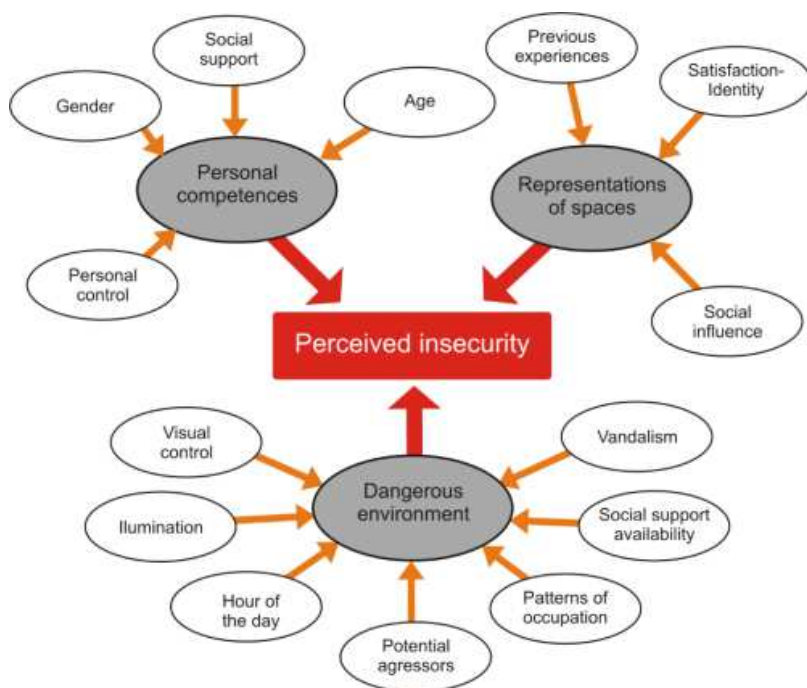 Social
support
Previous
experiences
Gender
Age
Satisfaction-
Identity
Personal
competences
Representations
of spaces
Personal
control
Social
influence
Perceived insecurity
Visual
control
Vandalism
Dangerous
environment
Ilumination
Social support
availability
Hour of
the day
Patterns of
occupation
Potential
agressors